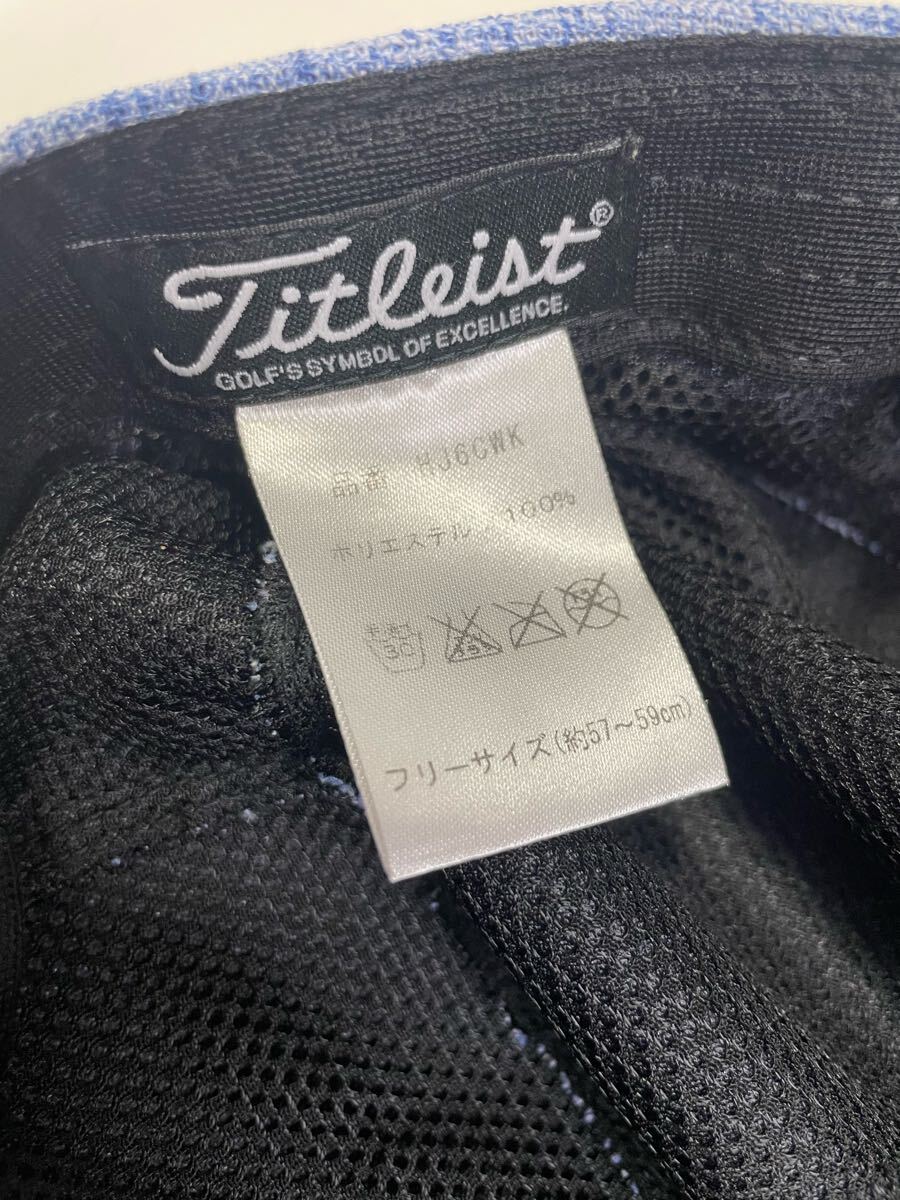 Titleist®
GOLF'S SYMBOL OF EXCELLENCE.
品番 HJ6CWK
ポリエステル 100%
フリーサイズ(約57〜59cm)